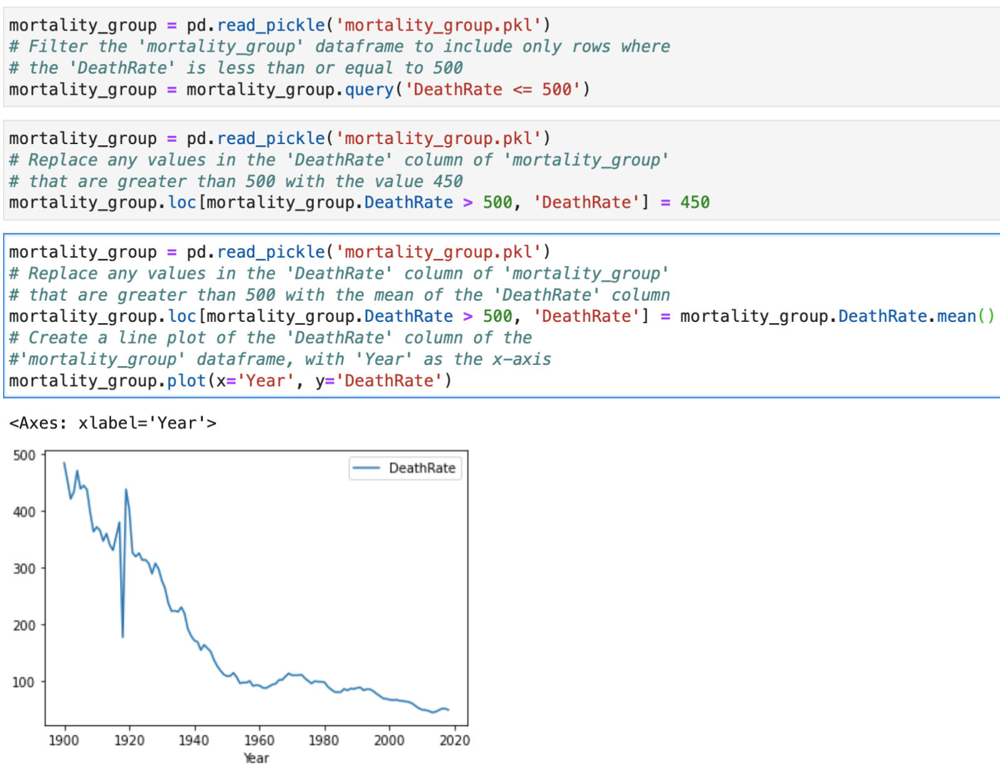 mortality_group = pd.read_pickle('mortality_group.pkl')
# Filter the 'mortality_group' dataframe to include only rows where
# the 'DeathRate' is less than or equal to 500
mortality_group = mortality_group.query('DeathRate <= 500')
mortality_group = pd.read_pickle('mortality_group.pkl')
# Replace any values in the 'DeathRate' column of 'mortality_group'
# that are greater than 500 with the value 450
mortality_group.loc[mortality_group.DeathRate > 500, 'DeathRate'] = 450
mortality_group = pd.read_pickle('mortality_group.pkl')
# Replace any values in the 'DeathRate' column of 'mortality_group'
# that are greater than 500 with the mean of the 'DeathRate' column
mortality_group.loc[mortality_group.DeathRate > 500, 'DeathRate'] = mortality_group.DeathRate.mean()
# Create a line plot of the 'DeathRate' column of the
#'mortality_group' dataframe, with 'Year' as the x-axis
mortality_group.plot(x='Year', y='DeathRate')
<Axes: xlabel='Year'>
500
DeathRate
400
300
200
100
1900 1920 1940 1960 1980 2000 2020
Year